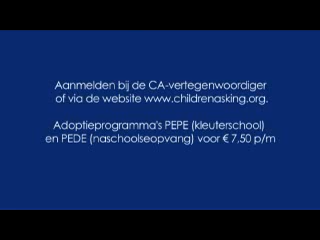 Aanmelden bij de CA-vertegenwoordiger
of via de website www.childrenasking.org.
Adoptieprogramma's PEPE (kleuterschool)
en PEDE (naschoolseopvang) voor € 7,50 p/m